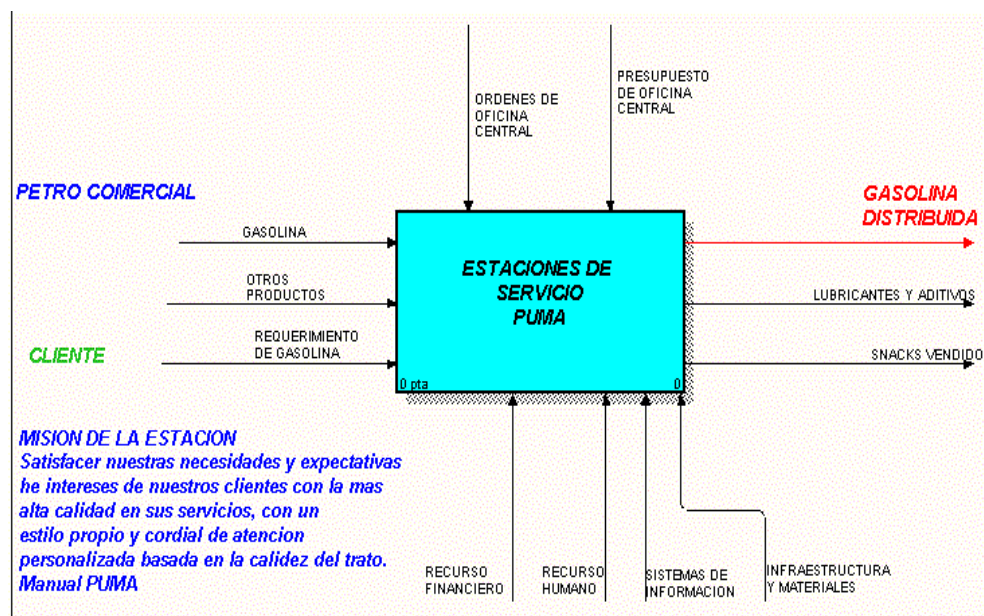 ORDENES DE
OFICINA
CENTRAL
PRESUPUESTO
DE OFICINA
CENTRAL
PETRO COMERCIAL
GASOLINA
DISTRIBUIDA
GASOLINA
ESTACIONES DE
SERVICIO
PUMA
OTROS
PRODUCTOS
LUBRICANTES Y ADITIVOS
REQUERIMIENTO
DE GASOLINA
CLIENTE
SNACKS VENDIDO
0 pta
0
MISION DE LA ESTACION
Satisfacer nuestras necesidades y expectativas
he intereses de nuestros clientes con la mas
alta calidad en sus servicios, con un
estilo propio y cordial de atencion
personalizada basada en la calidez del trato.
Manual PUMA
RECURSO
FINANCIERO
RECURSO
HUMANO
SISTEMAS DE
INFORMACION
INFRAESTRUCTURA
Y MATERIALES